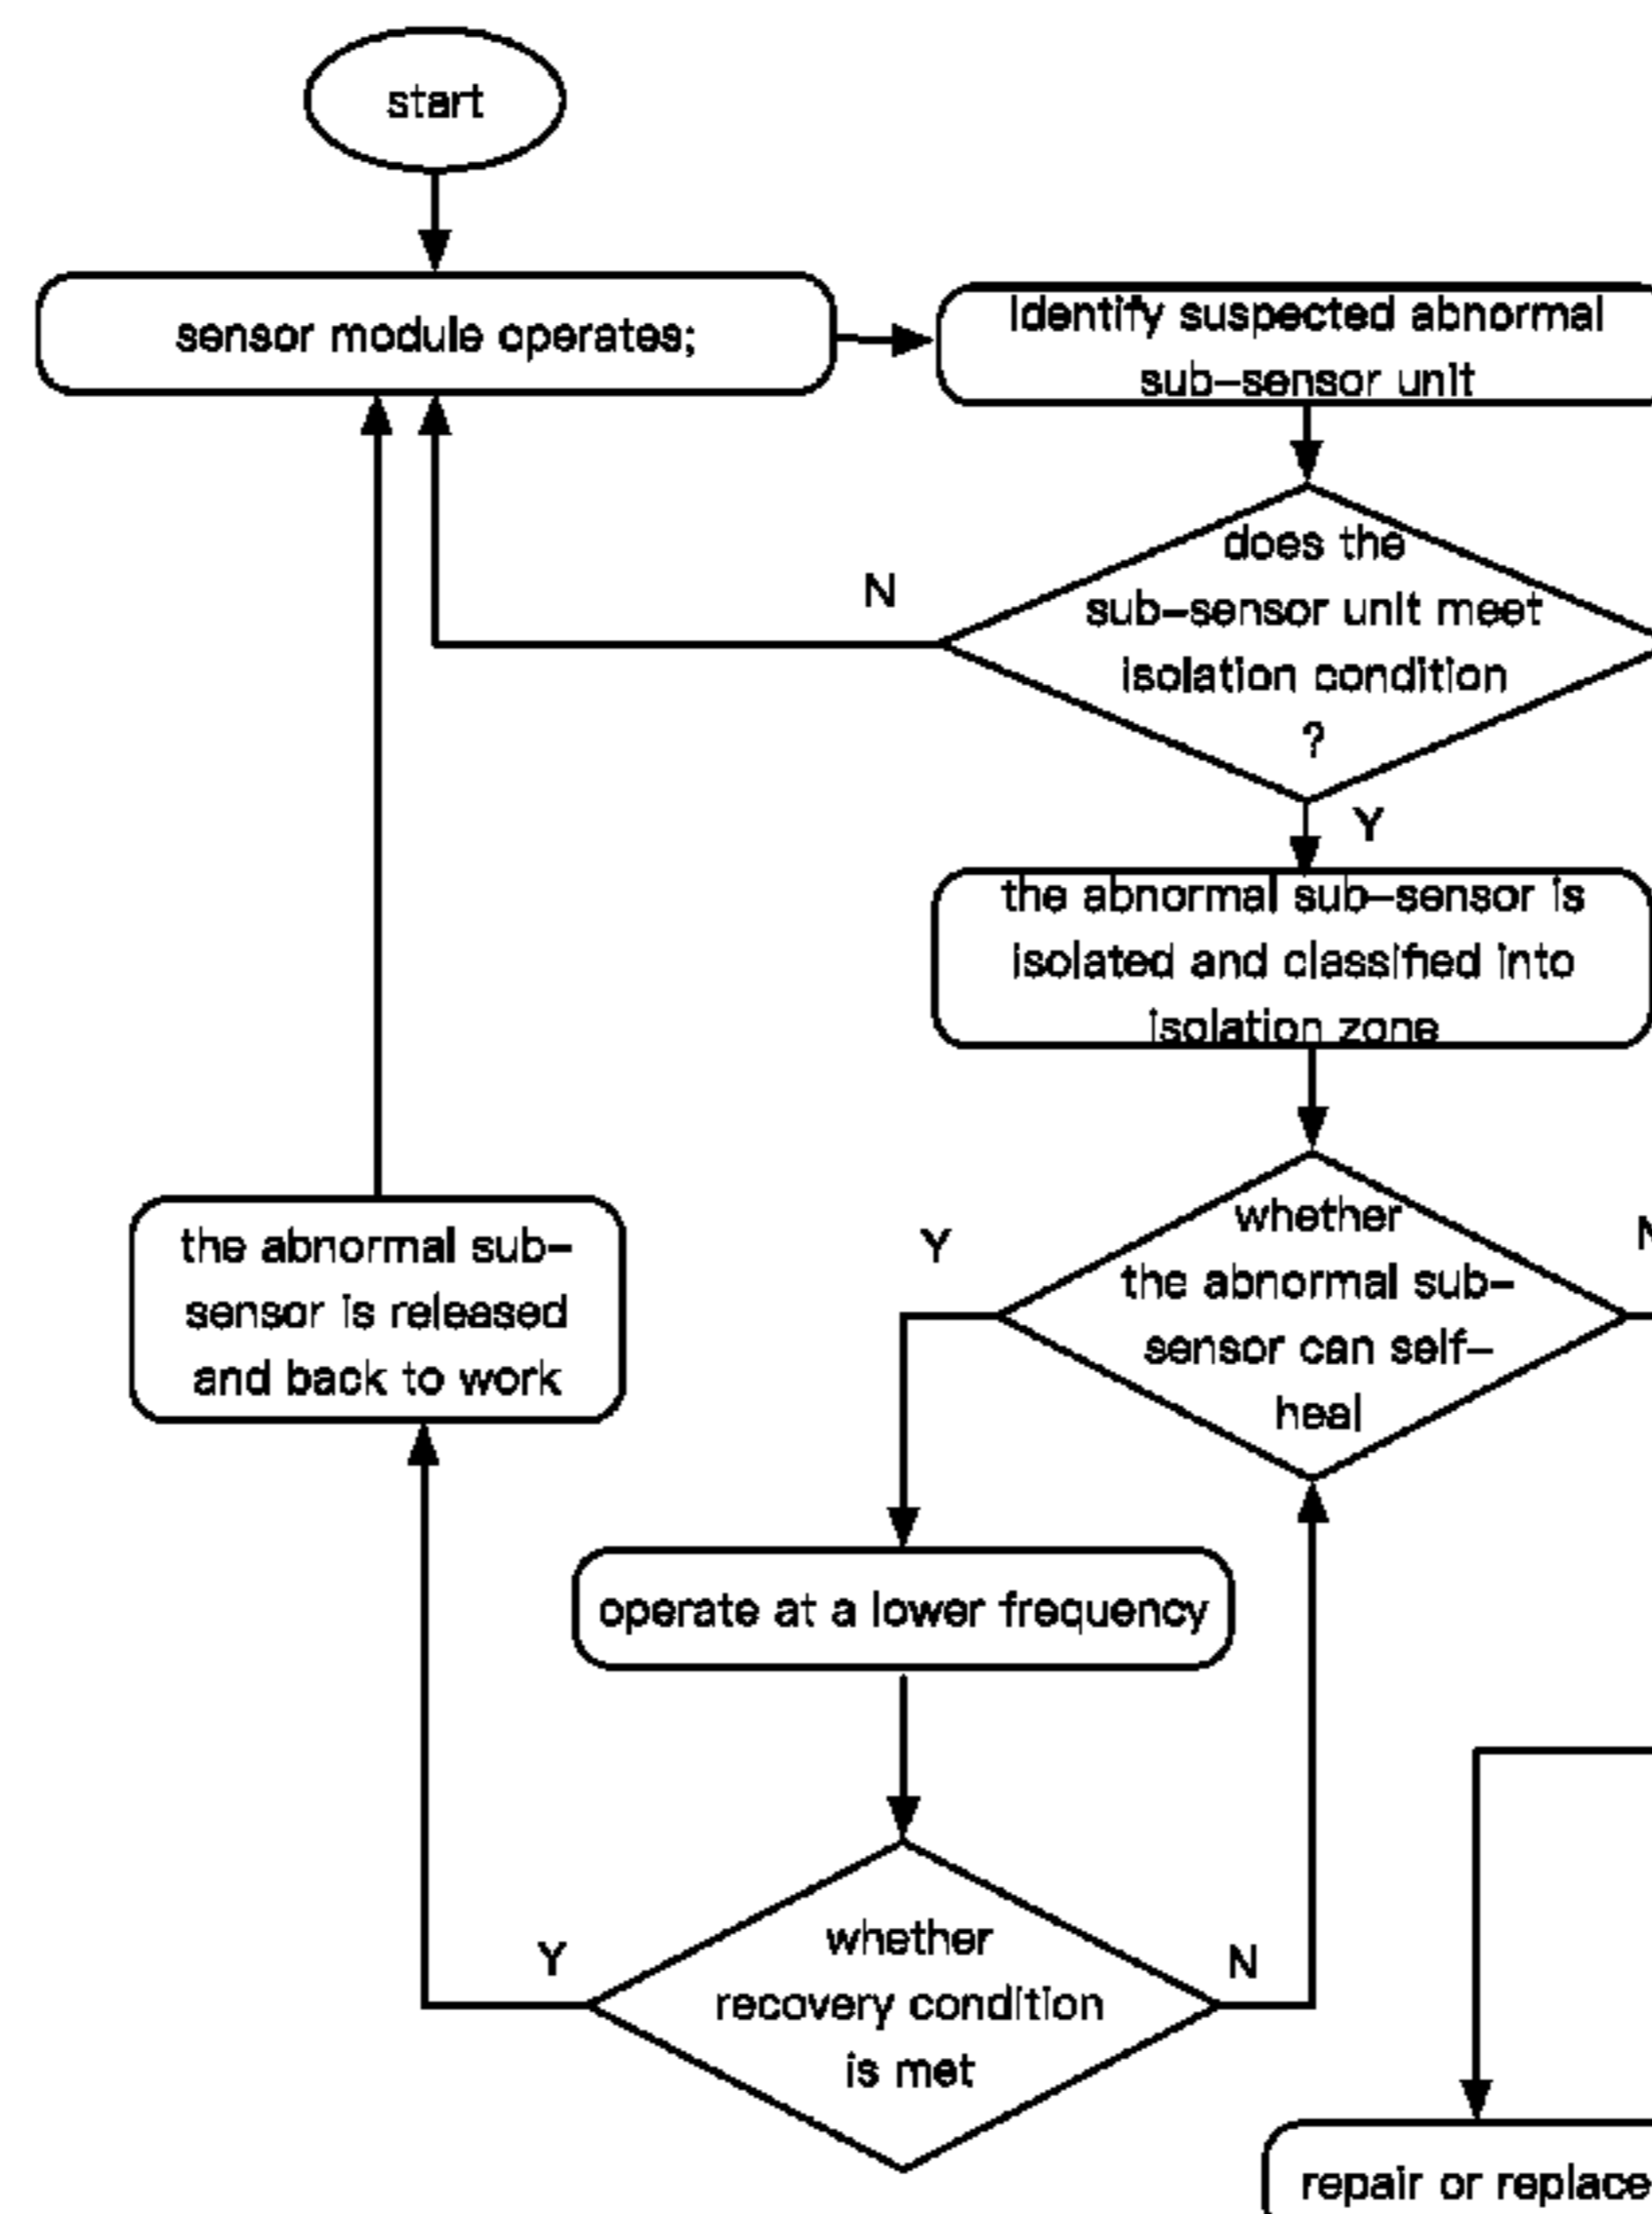 start
sensor module operates;
Identify suspected abnormal
sub-sensor unit
does the
sub-sensor unit meet
isolation condition
?
N
Y
the abnormal sub-sensor is
isolated and classified into
isolation zone
whether
the abnormal sub-
sensor can self-
heal
Y
N
the abnormal sub-
sensor is released
and back to work
operate at a lower frequency
whether
recovery condition
is met
Y
N
repair or replace